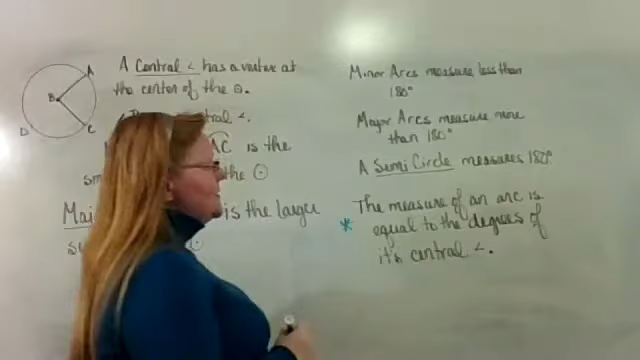 A
B
C
D
A Central ∠ has a vertex at
the center of the ⊙.
central ∠.
AC is the
the ⊙
is the larger
Minor Arcs measure less than
180°
Major Arcs measure more
than 180°
A Semi Circle measures 180°
The measure of an arc is
* equal to the degrees of
it's central ∠.